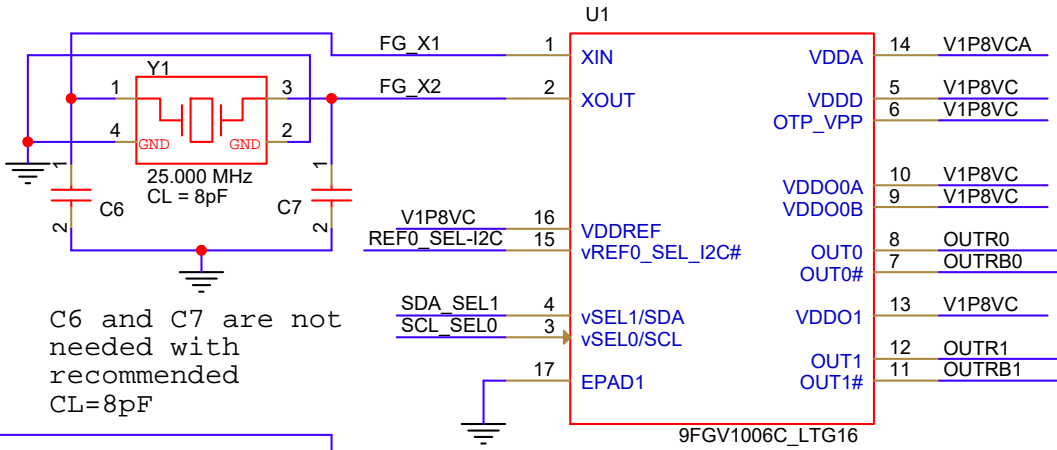 U1
FG_X1 1 XIN VDDA 14 V1P8VCA
Y1
1 3 FG_X2 2 XOUT VDDD 5 V1P8VC
OTP_VPP 6 V1P8VC
4 GND GND 2
1 1
25.000 MHz
CL = 8pF
C6 C7
2 2
VDDO0A 10 V1P8VC
VDDO0B 9 V1P8VC
V1P8VC 16 VDDREF
REF0_SEL-I2C 15 vREF0_SEL_I2C#
OUT0 8 OUTR0
OUT0# 7 OUTRB0
SDA_SEL1 4 vSEL1/SDA VDDO1 13 V1P8VC
SCL_SEL0 3 vSEL0/SCL
OUT1 12 OUTR1
17 EPAD1 OUT1# 11 OUTRB1
9FGV1006C_LTG16
C6 and C7 are not
needed with
recommended
CL=8pF